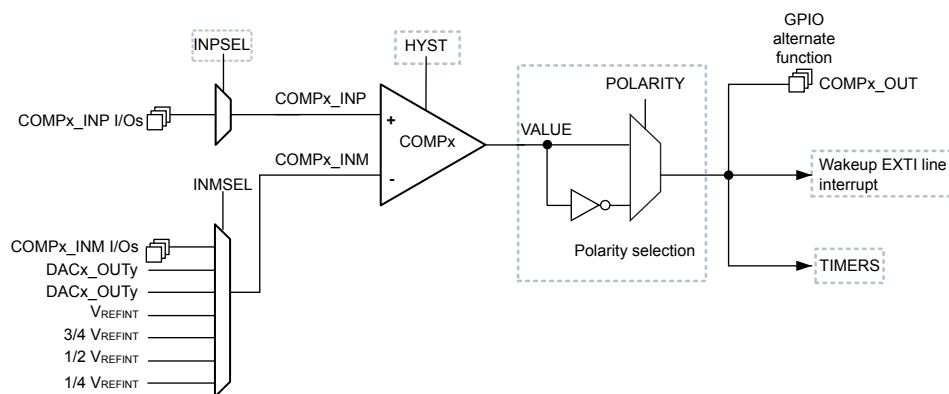 GPIO
alternate
function
INPSEL
HYST
COMPx_INP I/Os
COMPx_INP
+
COMPx
-
COMPx_INM
VALUE
POLARITY
COMPx_OUT
Wakeup EXTI line
interrupt
Polarity selection
TIMERS
INMSEL
COMPx_INM I/Os
DACx_OUTy
DACx_OUTy
VREFINT
3/4 VREFINT
1/2 VREFINT
1/4 VREFINT